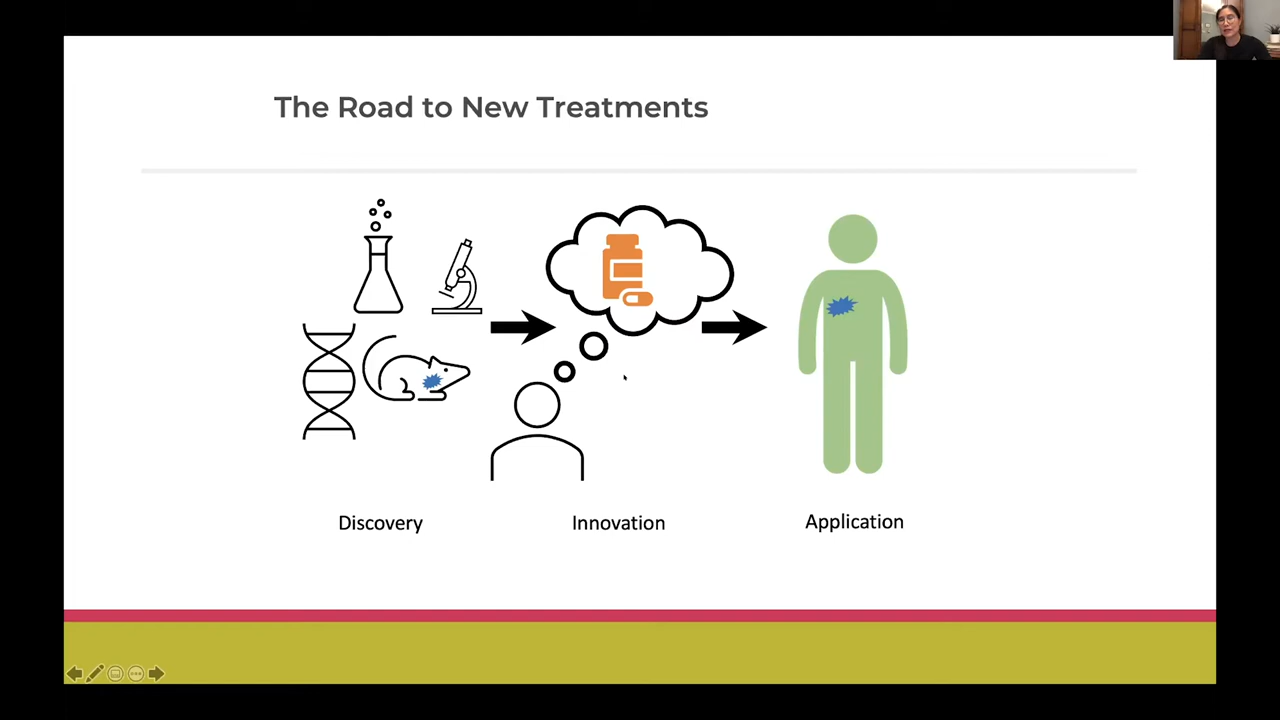 The Road to New Treatments
Discovery
Innovation
Application